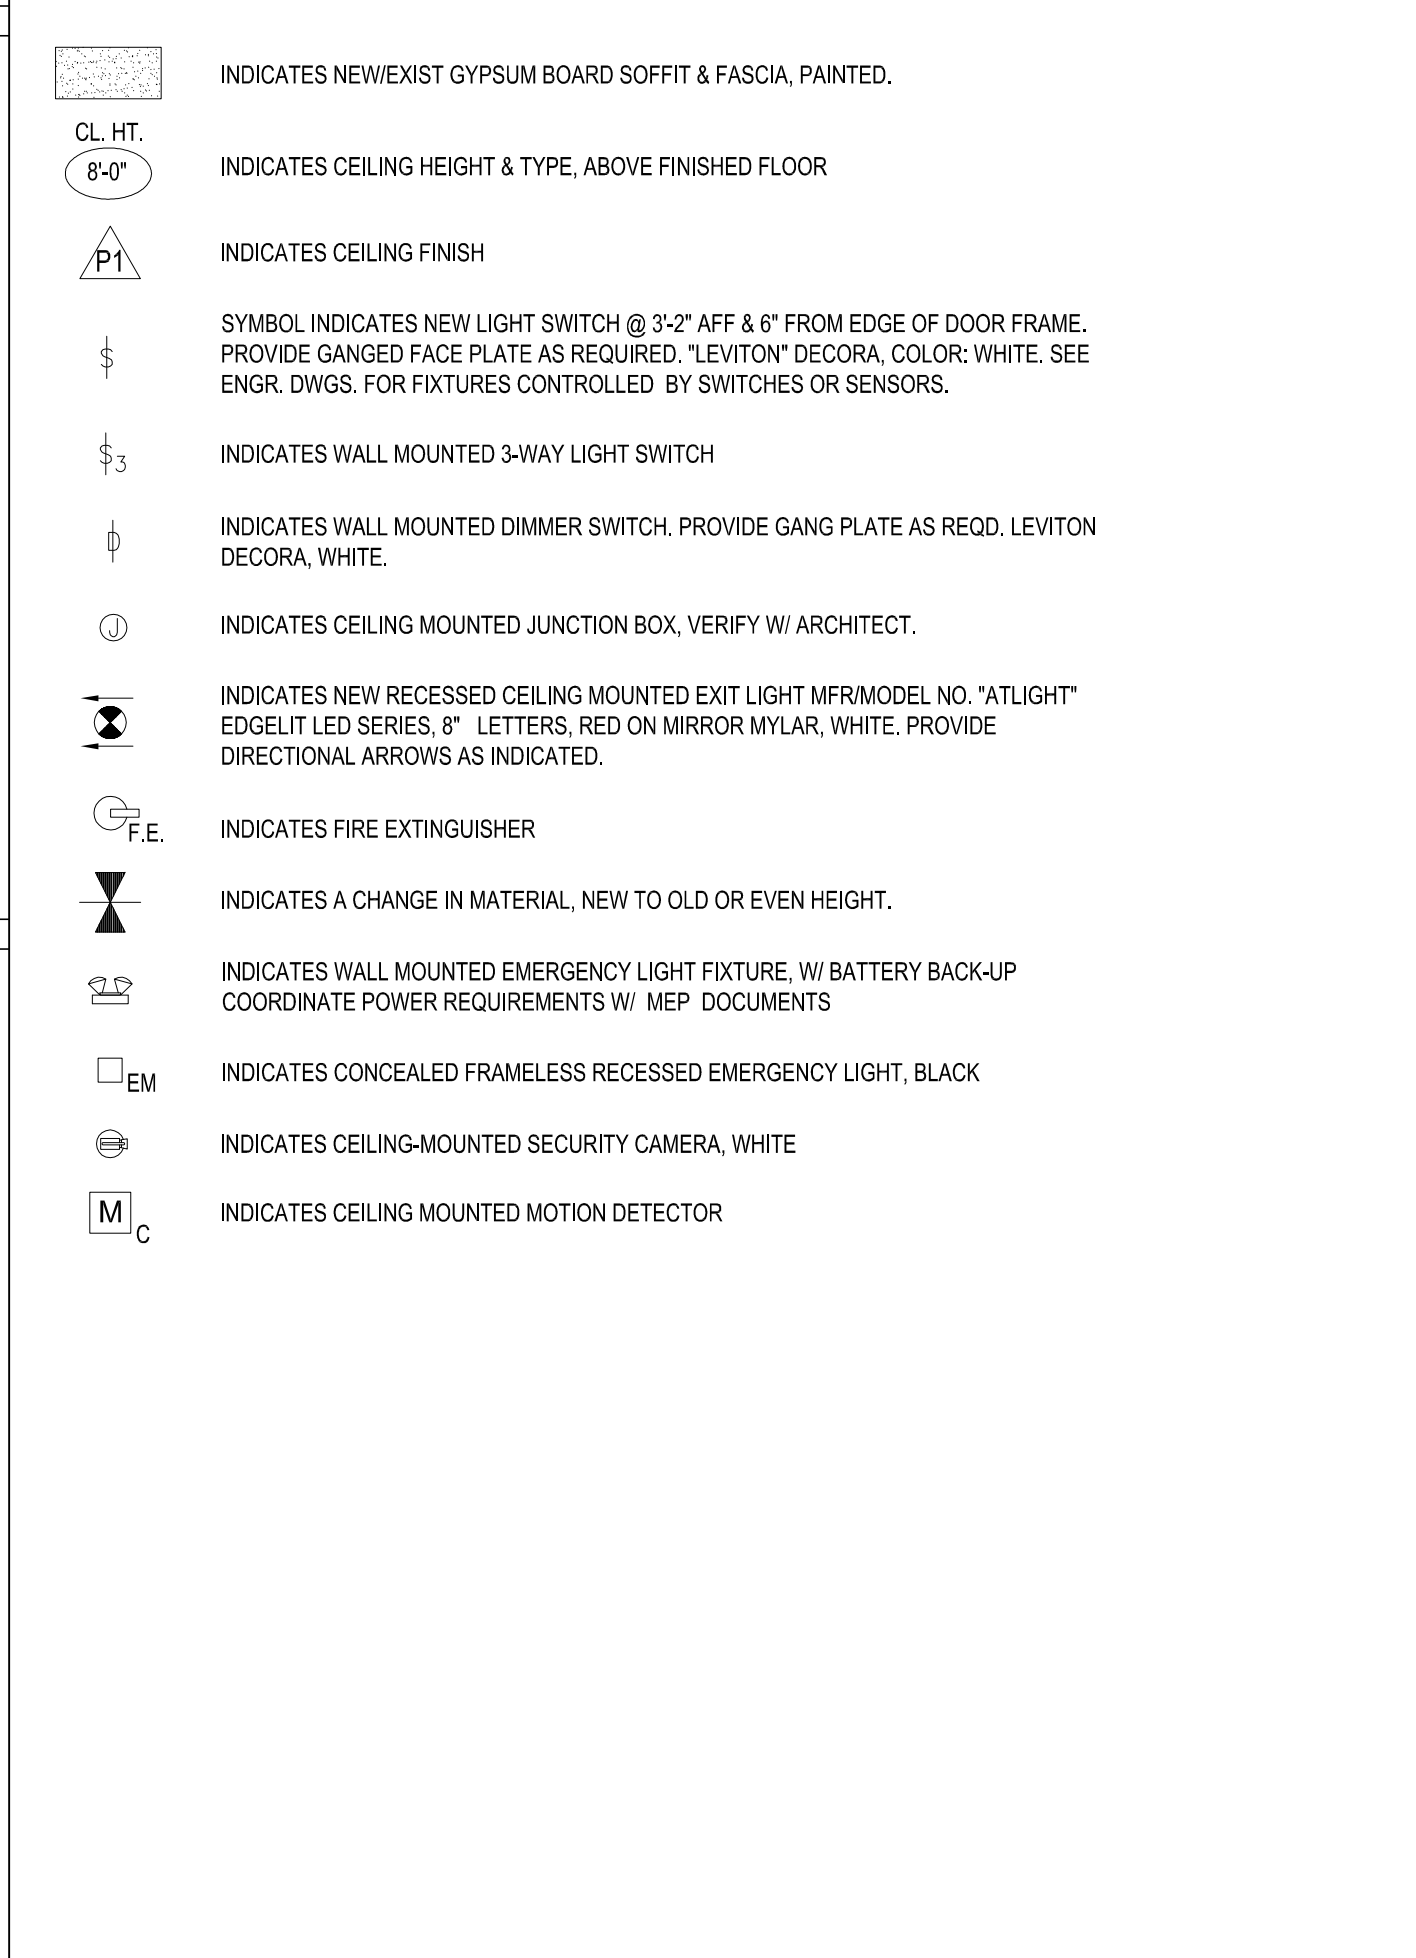 INDICATES NEW/EXIST GYPSUM BOARD SOFFIT & FASCIA, PAINTED.
CL. HT.
8'-0"
INDICATES CEILING HEIGHT & TYPE, ABOVE FINISHED FLOOR
P1
INDICATES CEILING FINISH
$
SYMBOL INDICATES NEW LIGHT SWITCH @ 3'-2" AFF & 6" FROM EDGE OF DOOR FRAME.
PROVIDE GANGED FACE PLATE AS REQUIRED. "LEVITON" DECORA, COLOR: WHITE. SEE
ENGR. DWGS. FOR FIXTURES CONTROLLED  BY SWITCHES OR SENSORS.
$3
INDICATES WALL MOUNTED 3-WAY LIGHT SWITCH
D
INDICATES WALL MOUNTED DIMMER SWITCH. PROVIDE GANG PLATE AS REQD. LEVITON
DECORA, WHITE.
J
INDICATES CEILING MOUNTED JUNCTION BOX, VERIFY W/ ARCHITECT.
INDICATES NEW RECESSED CEILING MOUNTED EXIT LIGHT MFR/MODEL NO. "ATLIGHT"
EDGELIT LED SERIES, 8"   LETTERS, RED ON MIRROR MYLAR, WHITE. PROVIDE
DIRECTIONAL ARROWS AS INDICATED.
F.E.
INDICATES FIRE EXTINGUISHER
INDICATES A CHANGE IN MATERIAL, NEW TO OLD OR EVEN HEIGHT.
INDICATES WALL MOUNTED EMERGENCY LIGHT FIXTURE, W/ BATTERY BACK-UP
COORDINATE POWER REQUIREMENTS W/  MEP  DOCUMENTS
EM
INDICATES CONCEALED FRAMELESS RECESSED EMERGENCY LIGHT, BLACK
INDICATES CEILING-MOUNTED SECURITY CAMERA, WHITE
M C
INDICATES CEILING MOUNTED MOTION DETECTOR